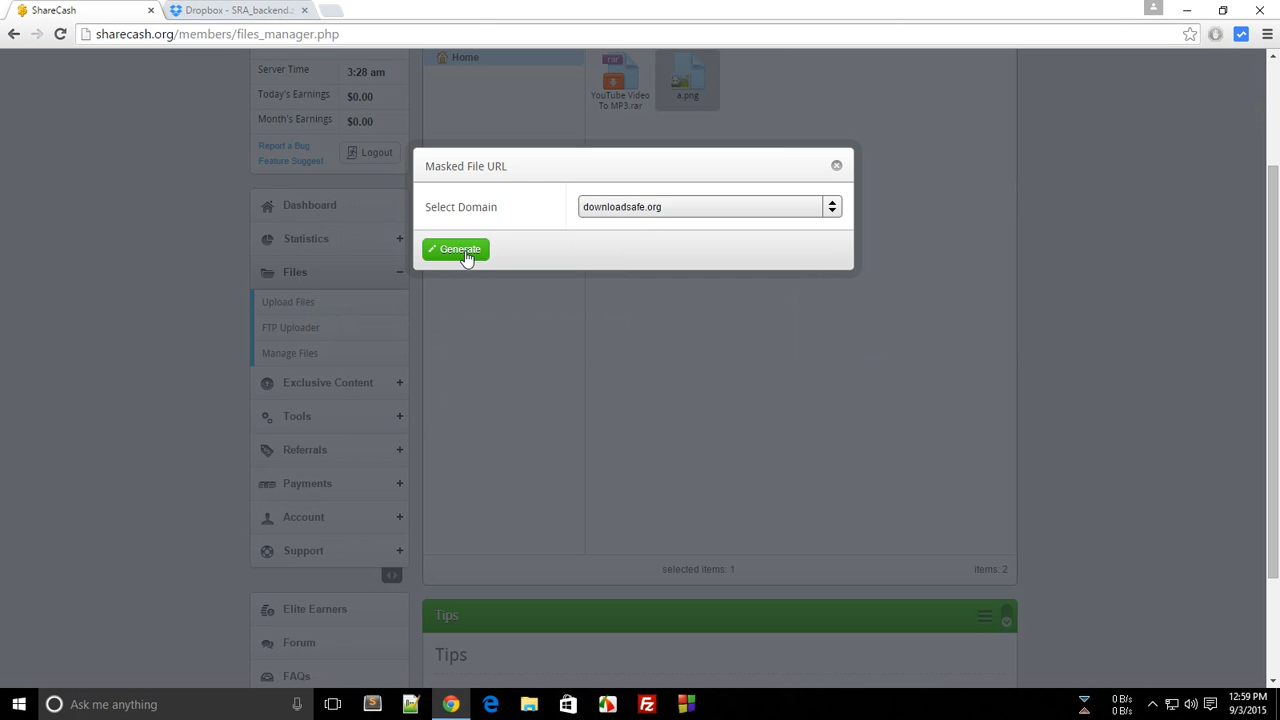 ShareCash
Dropbox - SRA_backend.
sharecash.org/members/files_manager.php
Server Time 3:28 am
Today's Earnings $0.00
Month's Earnings $0.00
Report a Bug
Feature Suggest
Logout
Dashboard
Statistics +
Files −
Upload Files
FTP Uploader
Manage Files
Exclusive Content +
Tools +
Referrals +
Payments +
Account +
Support +
Elite Earners
Forum
FAQs
Home
rar
YouTube Video
To MP3.rar
a.png
Masked File URL
Select Domain
downloadsafe.org
Generate
selected items: 1
items: 2
Tips
Tips
Ask me anything
0 B/s
0 B/s
12:59 PM
9/3/2015